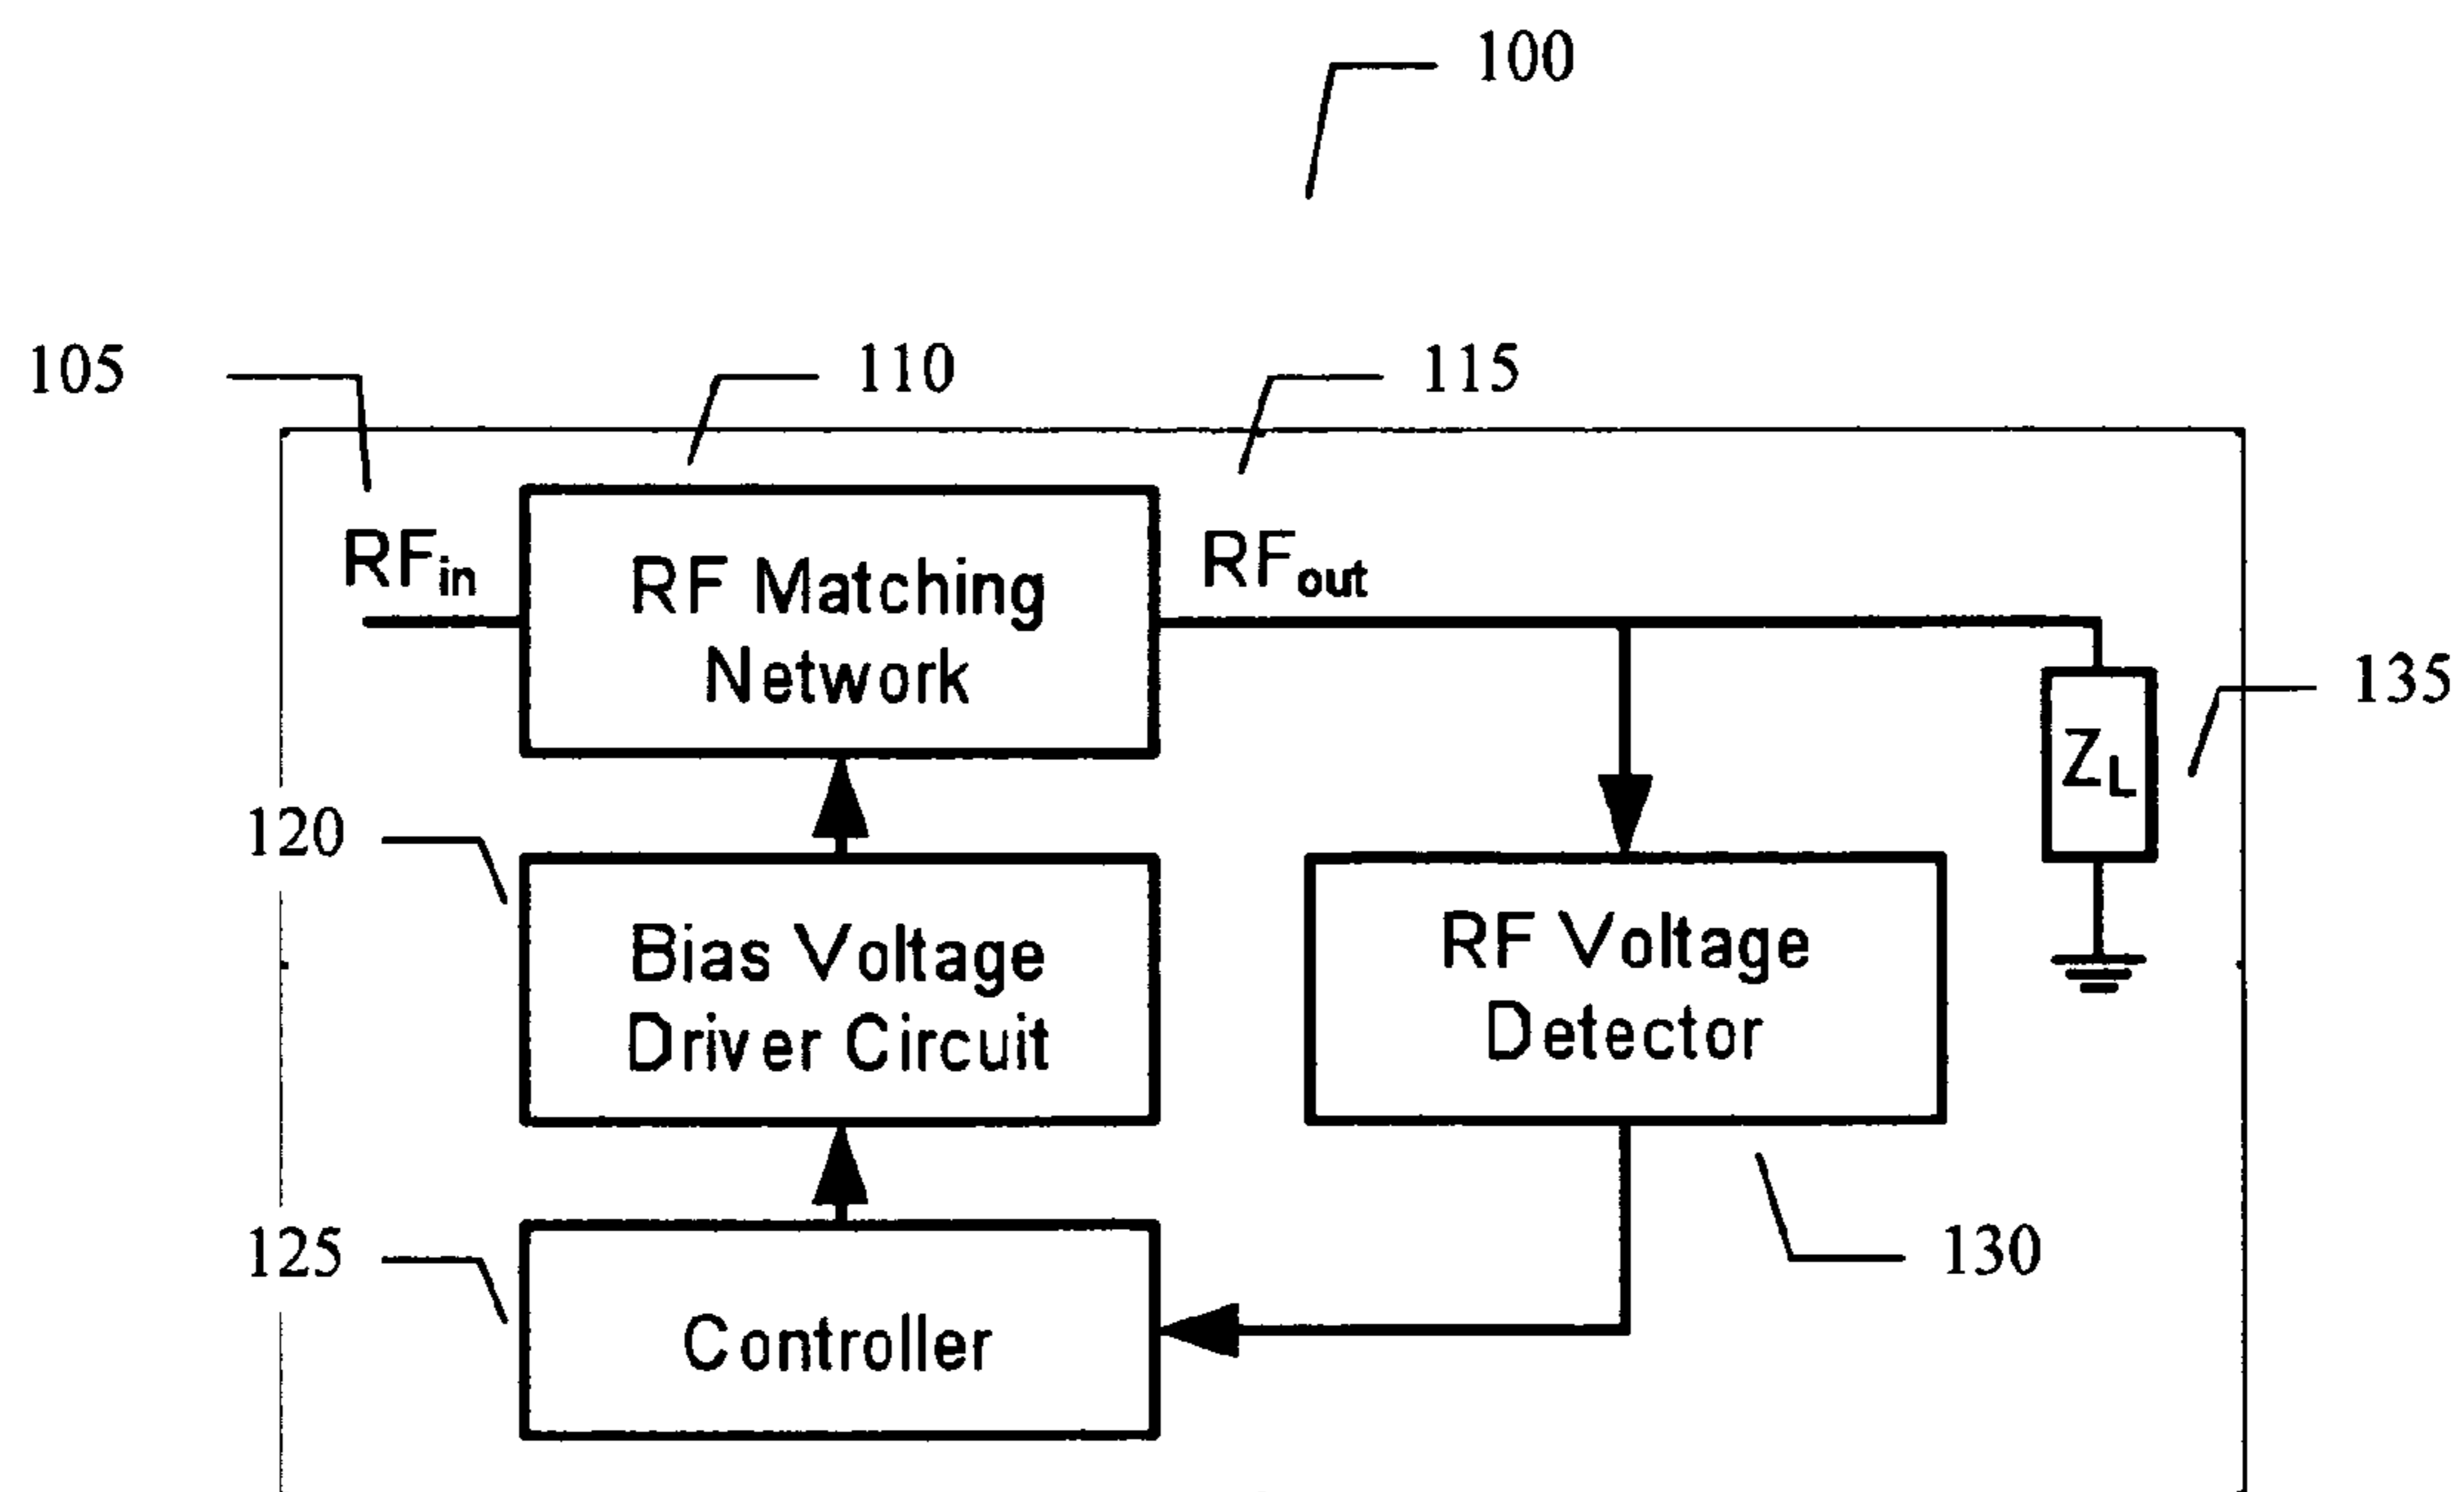 100
105
110
115
RFin
RFout
RF Matching
Network
135
ZL
120
Bias Voltage
Driver Circuit
RF Voltage
Detector
125
130
Controller